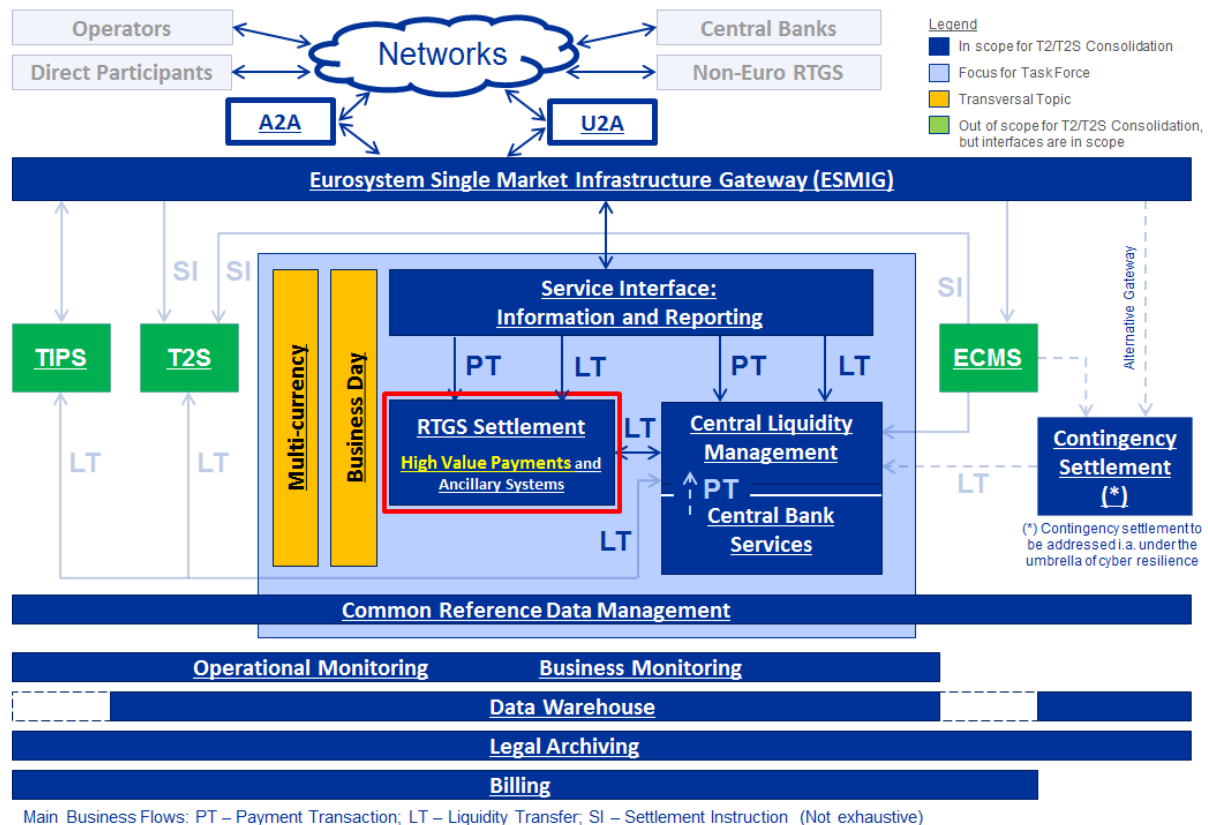 Operators
Networks
Central Banks
Legend
In scope for T2/T2S Consolidation
Direct Participants
Non-Euro RTGS
Focus for Task Force
Transversal Topic
Out of scope for T2/T2S Consolidation,
but interfaces are in scope
A2A
U2A
Eurosystem Single Market Infrastructure Gateway (ESMIG)
SI
SI
SI
Alternative Gateway
Multi-currency
Business Day
Service Interface:
Information and Reporting
TIPS
T2S
ECMS
PT
LT
PT
LT
RTGS Settlement
High Value Payments and
Ancillary Systems
LT
Central Liquidity
Management
PT
Central Bank
Services
LT
LT
LT
LT
Contingency
Settlement
(*)
(*) Contingency settlement to
be addressed i.a. under the
umbrella of cyber resilience
Common Reference Data Management
Operational Monitoring
Business Monitoring
Data Warehouse
Legal Archiving
Billing
Main Business Flows: PT – Payment Transaction; LT – Liquidity Transfer; SI – Settlement Instruction (Not exhaustive)